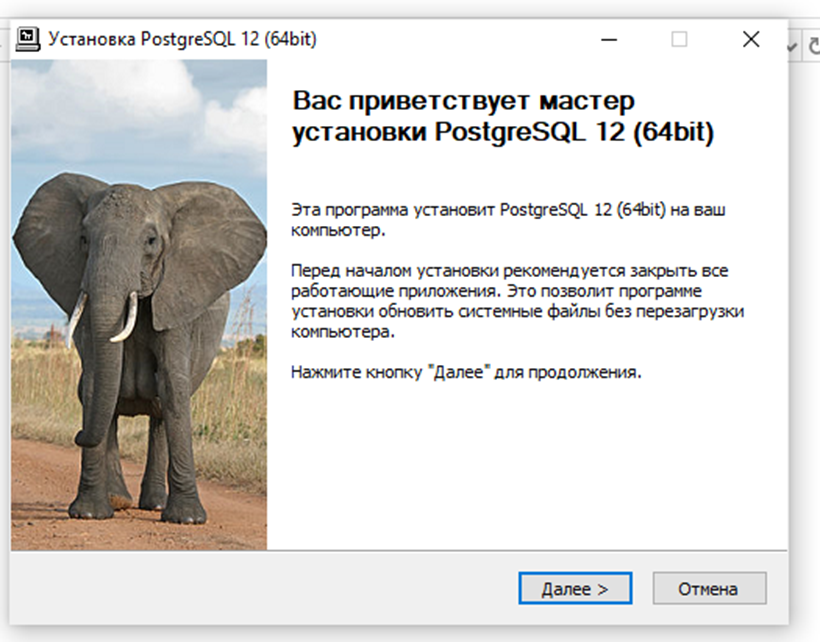 Установка PostgreSQL 12 (64bit)
Вас приветствует мастер
установки PostgreSQL 12 (64bit)
Эта программа установит PostgreSQL 12 (64bit) на ваш
компьютер.
Перед началом установки рекомендуется закрыть все
работающие приложения. Это позволит программе
установки обновить системные файлы без перезагрузки
компьютера.
Нажмите кнопку "Далее" для продолжения.
Далее >
Отмена